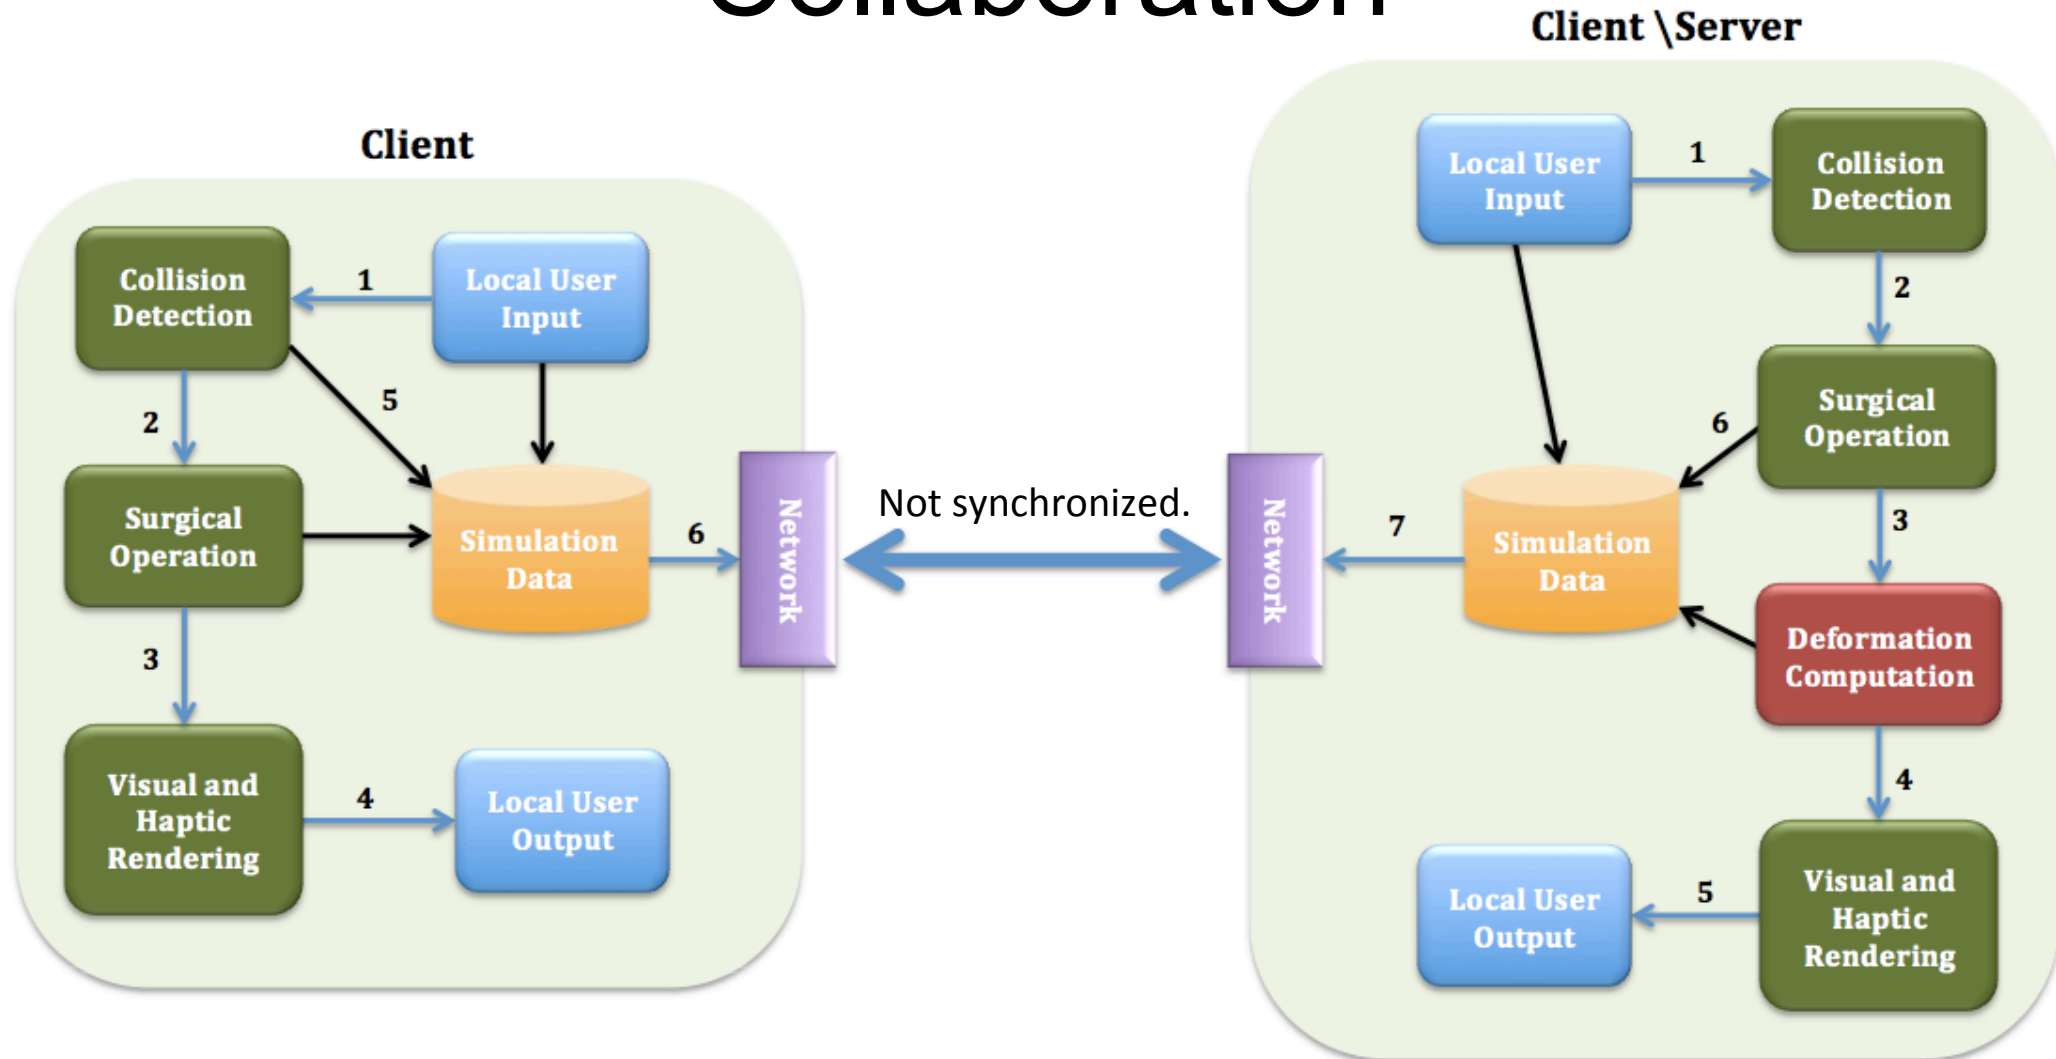 Collaboration
Client \Server
Client
Local User
Input
1
Collision
Detection
2
Surgical
Operation
6
3
Simulation
Data
7
Network
Deformation
Computation
4
Visual and
Haptic
Rendering
5
Local User
Output
Collision
Detection
1
Local User
Input
5
2
Surgical
Operation
Simulation
Data
6
Network
Not synchronized.
3
Visual and
Haptic
Rendering
4
Local User
Output